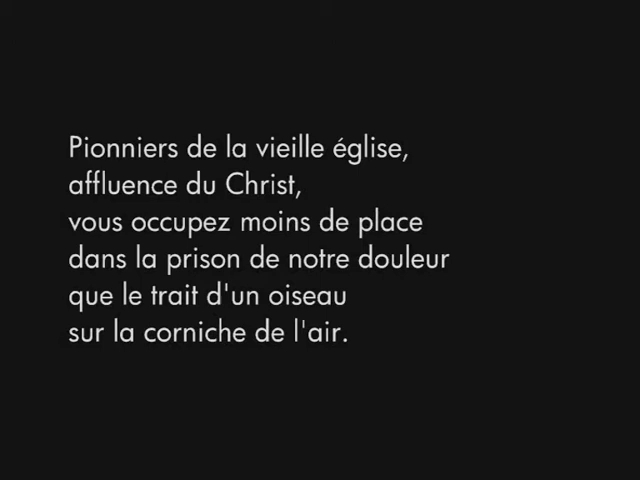 Pionniers de la vieille église,
affluence du Christ,
vous occupez moins de place
dans la prison de notre douleur
que le trait d'un oiseau
sur la corniche de l'air.